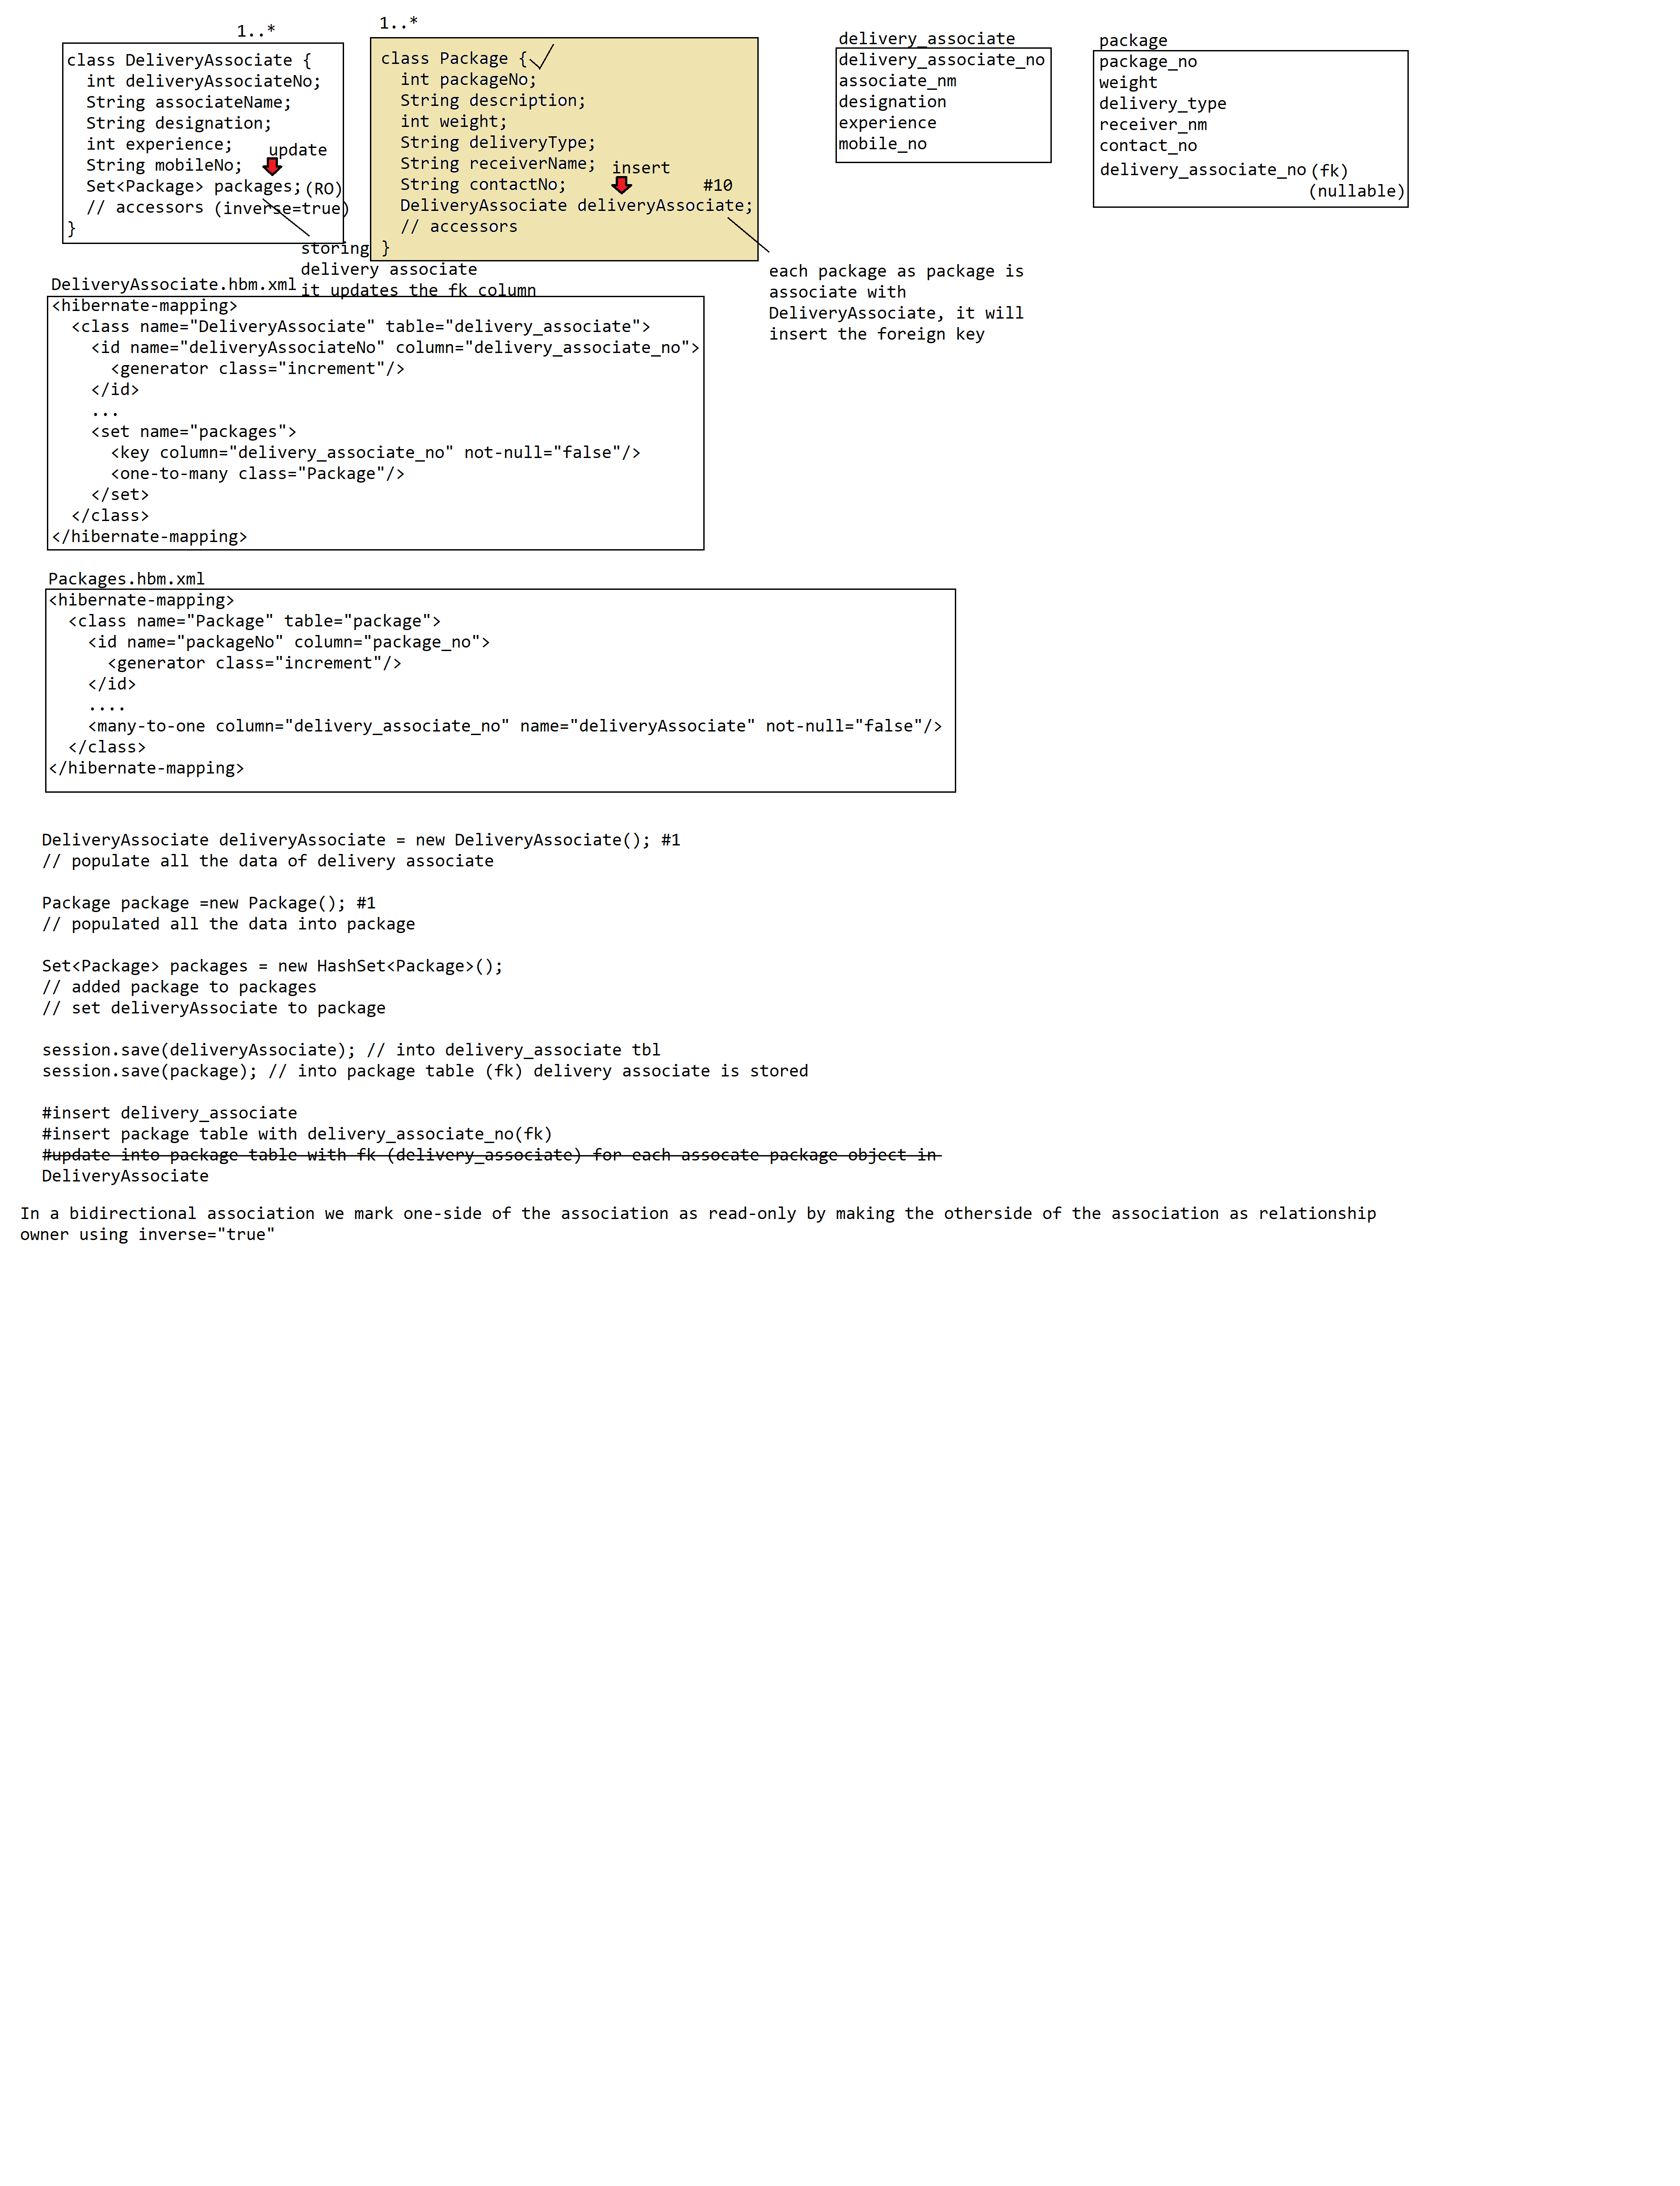 1..*
class DeliveryAssociate {
int deliveryAssociateNo;
String associateName;
String designation;
int experience;
update
String mobileNo;
Set<Package> packages; (RO)
// accessors (inverse=true)
}
storing
delivery associate
it updates the fk column
1..*
class Package {
int packageNo;
String description;
int weight;
String deliveryType;
String receiverName;
insert
String contactNo;
#10
DeliveryAssociate deliveryAssociate;
// accessors
}
each package as package is
associate with
DeliveryAssociate, it will
insert the foreign key
delivery_associate
delivery_associate_no
associate_nm
designation
experience
mobile_no
package
package_no
weight
delivery_type
receiver_nm
contact_no
delivery_associate_no (fk)
(nullable)
DeliveryAssociate.hbm.xml
<hibernate-mapping>
<class name="DeliveryAssociate" table="delivery_associate">
<id name="deliveryAssociateNo" column="delivery_associate_no">
<generator class="increment"/>
</id>
...
<set name="packages">
<key column="delivery_associate_no" not-null="false"/>
<one-to-many class="Package"/>
</set>
</class>
</hibernate-mapping>
Packages.hbm.xml
<hibernate-mapping>
<class name="Package" table="package">
<id name="packageNo" column="package_no">
<generator class="increment"/>
</id>
....
<many-to-one column="delivery_associate_no" name="deliveryAssociate" not-null="false"/>
</class>
</hibernate-mapping>
DeliveryAssociate deliveryAssociate = new DeliveryAssociate(); #1
// populate all the data of delivery associate
Package package =new Package(); #1
// populated all the data into package
Set<Package> packages = new HashSet<Package>();
// added package to packages
// set deliveryAssociate to package
session.save(deliveryAssociate); // into delivery_associate tbl
session.save(package); // into package table (fk) delivery associate is stored
#insert delivery_associate
#insert package table with delivery_associate_no(fk)
#update into package table with fk (delivery_associate) for each assocate package object in
DeliveryAssociate
In a bidirectional association we mark one-side of the association as read-only by making the otherside of the association as relationship
owner using inverse="true"